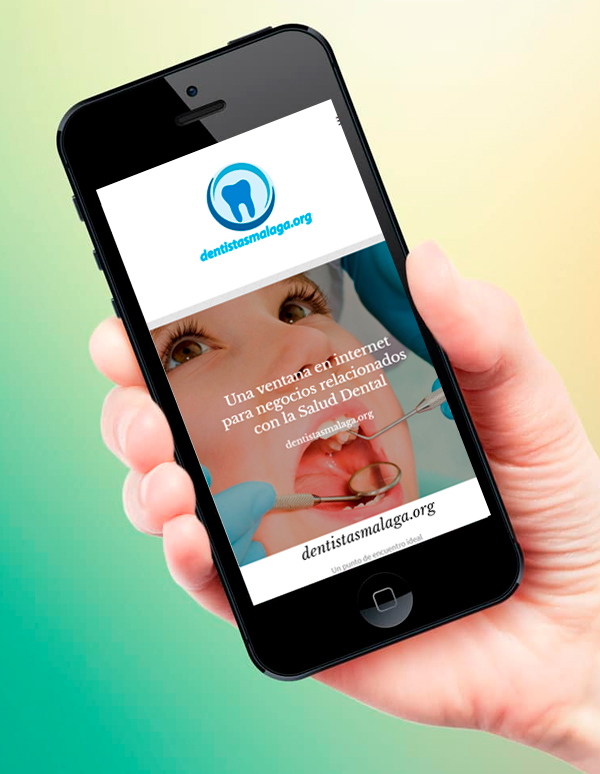 dentistasmalaga.org
Una ventana en internet
para negocios relacionados
con la Salud Dental
dentistasmalaga.org
dentistasmalaga.org
Un punto de encuentro ideal